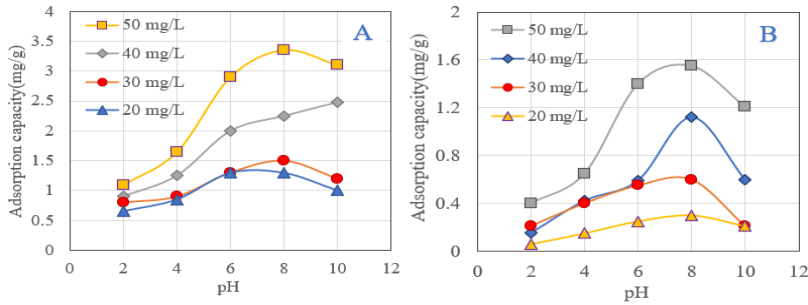 A
50 mg/L
40 mg/L
30 mg/L
20 mg/L
Adsorption capacity(mg/g)
4
3.5
3
2.5
2
1.5
1
0.5
0
0 2 4 6 8 10 12
pH
B
50 mg/L
40 mg/L
30 mg/L
20 mg/L
Adsorption capacity(mg/g)
2
1.6
1.2
0.8
0.4
0
0 2 4 6 8 10 12
pH